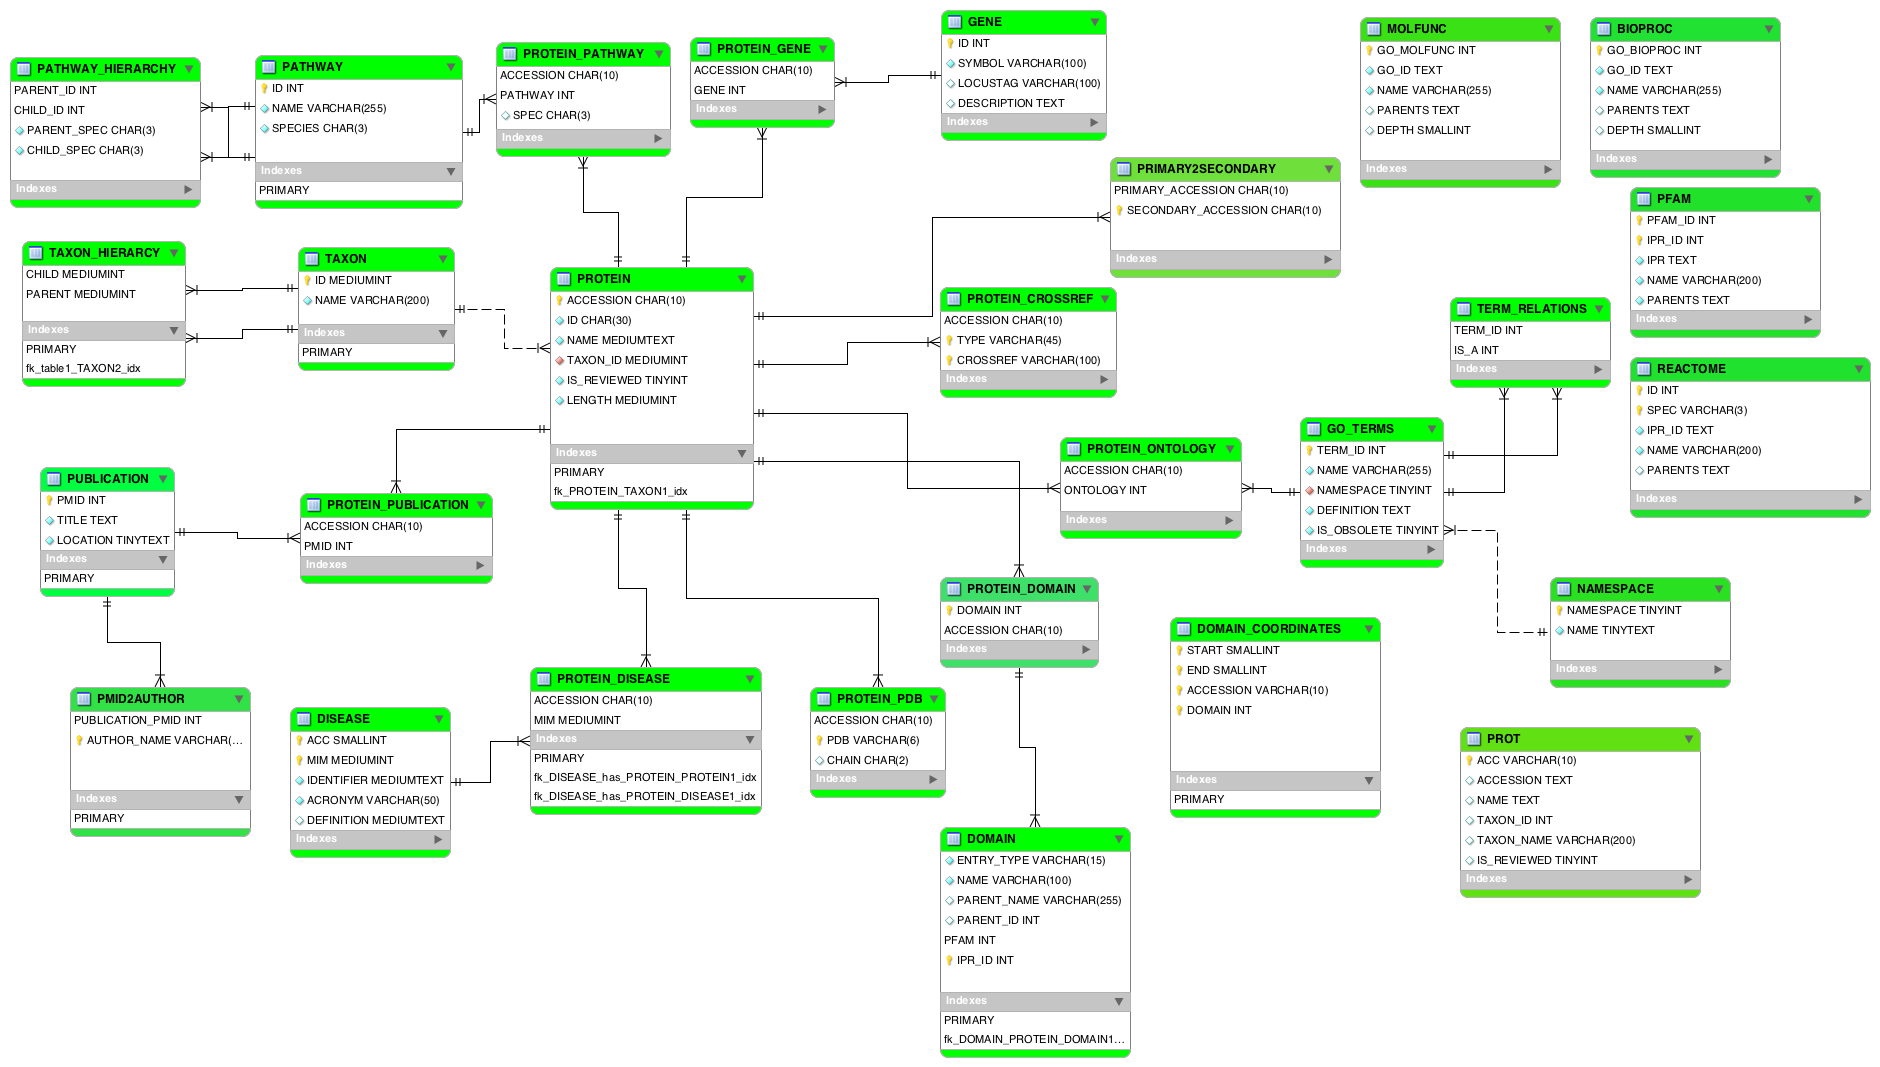 PATHWAY_HIERARCHY
PARENT_ID INT
CHILD_ID INT
PARENT_SPEC CHAR(3)
CHILD_SPEC CHAR(3)
Indexes
PATHWAY
ID INT
NAME VARCHAR(255)
SPECIES CHAR(3)
Indexes
PRIMARY
PROTEIN_PATHWAY
ACCESSION CHAR(10)
PATHWAY INT
SPEC CHAR(3)
Indexes
PROTEIN_GENE
ACCESSION CHAR(10)
GENE INT
Indexes
GENE
ID INT
SYMBOL VARCHAR(100)
LOCUSTAG VARCHAR(100)
DESCRIPTION TEXT
Indexes
MOLFUNC
GO_MOLFUNC INT
GO_ID TEXT
NAME VARCHAR(255)
PARENTS TEXT
DEPTH SMALLINT
Indexes
BIOPROC
GO_BIOPROC INT
GO_ID TEXT
NAME VARCHAR(255)
PARENTS TEXT
DEPTH SMALLINT
Indexes
PRIMARY2SECONDARY
PRIMARY_ACCESSION CHAR(10)
SECONDARY_ACCESSION CHAR(10)
Indexes
PFAM
PFAM_ID INT
IPR_ID INT
IPR TEXT
NAME VARCHAR(200)
PARENTS TEXT
Indexes
TAXON_HIERARCY
CHILD MEDIUMINT
PARENT MEDIUMINT
Indexes
PRIMARY
fk_table1_TAXON2_idx
TAXON
ID MEDIUMINT
NAME VARCHAR(200)
Indexes
PRIMARY
PROTEIN
ACCESSION CHAR(10)
ID CHAR(30)
NAME MEDIUMTEXT
TAXON_ID MEDIUMINT
IS_REVIEWED TINYINT
LENGTH MEDIUMINT
Indexes
PRIMARY
fk_PROTEIN_TAXON1_idx
PROTEIN_CROSSREF
ACCESSION CHAR(10)
TYPE VARCHAR(45)
CROSSREF VARCHAR(100)
Indexes
TERM_RELATIONS
TERM_ID INT
IS_A INT
Indexes
REACTOME
ID INT
SPEC VARCHAR(3)
IPR_ID TEXT
NAME VARCHAR(200)
PARENTS TEXT
Indexes
PUBLICATION
PMID INT
TITLE TEXT
LOCATION TINYTEXT
Indexes
PRIMARY
PROTEIN_PUBLICATION
ACCESSION CHAR(10)
PMID INT
Indexes
PROTEIN_ONTOLOGY
ACCESSION CHAR(10)
ONTOLOGY INT
Indexes
GO_TERMS
TERM_ID INT
NAME VARCHAR(255)
NAMESPACE TINYINT
DEFINITION TEXT
IS_OBSOLETE TINYINT
Indexes
PROTEIN_DOMAIN
DOMAIN INT
ACCESSION CHAR(10)
Indexes
NAMESPACE
NAMESPACE TINYINT
NAME TINYTEXT
Indexes
DOMAIN_COORDINATES
START SMALLINT
END SMALLINT
ACCESSION VARCHAR(10)
DOMAIN INT
Indexes
PRIMARY
PMID2AUTHOR
PUBLICATION_PMID INT
AUTHOR_NAME VARCHAR(...
Indexes
PRIMARY
DISEASE
ACC SMALLINT
MIM MEDIUMINT
IDENTIFIER MEDIUMTEXT
ACRONYM VARCHAR(50)
DEFINITION MEDIUMTEXT
Indexes
PROTEIN_DISEASE
ACCESSION CHAR(10)
MIM MEDIUMINT
Indexes
PRIMARY
fk_DISEASE_has_PROTEIN_PROTEIN1_idx
fk_DISEASE_has_PROTEIN_DISEASE1_idx
PROTEIN_PDB
ACCESSION CHAR(10)
PDB VARCHAR(6)
CHAIN CHAR(2)
Indexes
PROT
ACC VARCHAR(10)
ACCESSION TEXT
NAME TEXT
TAXON_ID INT
TAXON_NAME VARCHAR(200)
IS_REVIEWED TINYINT
Indexes
DOMAIN
ENTRY_TYPE VARCHAR(15)
NAME VARCHAR(100)
PARENT_NAME VARCHAR(255)
PARENT_ID INT
PFAM INT
IPR_ID INT
Indexes
PRIMARY
fk_DOMAIN_PROTEIN_DOMAIN1...